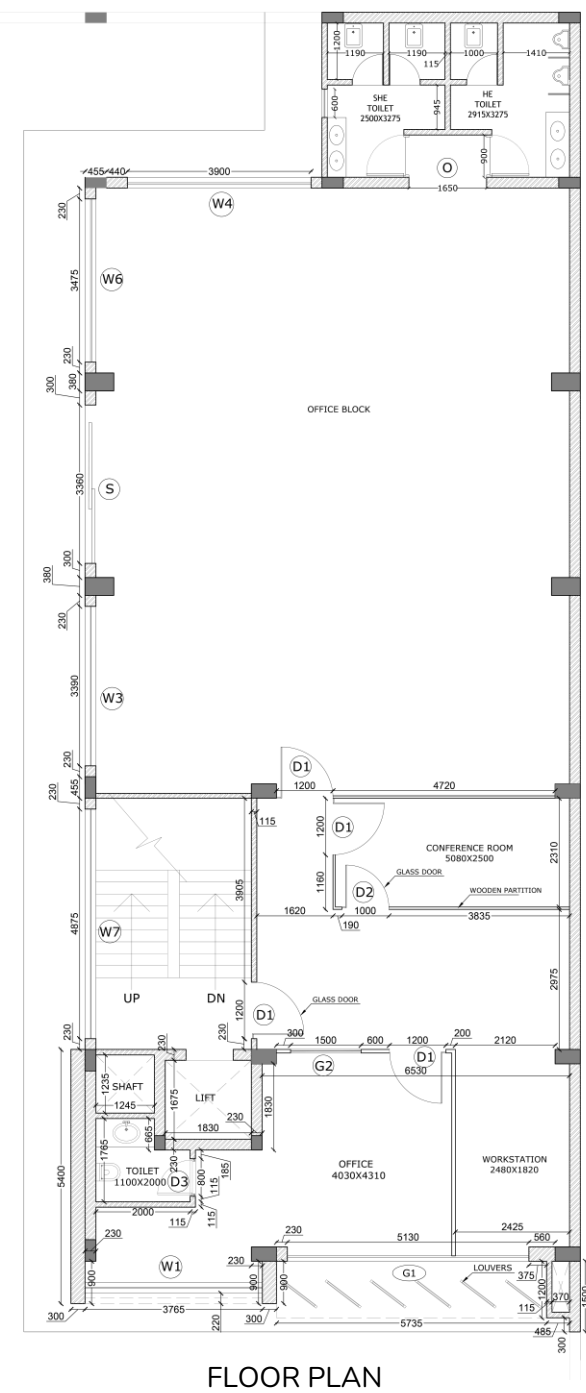 1200
1190
1190
115
1000
1410
600
SHE
TOILET
2500X3275
945
HE
TOILET
2915X3275
900
O
1650
455
440
3900
W4
230
3475
W6
230
380
300
OFFICE BLOCK
3360
S
300
380
230
3390
W3
230
455
230
D1
1200
4720
115
1200
D1
CONFERENCE ROOM
5080X2500
2310
1160
D2
GLASS DOOR
WOODEN PARTITION
3905
1620
190
1000
3835
4875
W7
UP
DN
1200
D1
GLASS DOOR
2975
230
230
230
300
1500
600
1200
200
2120
D1
G2
6530
1235
SHAFT
1245
1675
LIFT
1830
230
1830
665
1765
TOILET
1100X2000
230
D3
800
185
115
115
2000
115
5400
OFFICE
4030X4310
WORKSTATION
2480X1820
2425
230
230
230
5130
560
W1
900
900
900
G1
LOUVERS
375
1200
370
1500
115
485
300
300
3765
220
300
5735
FLOOR PLAN